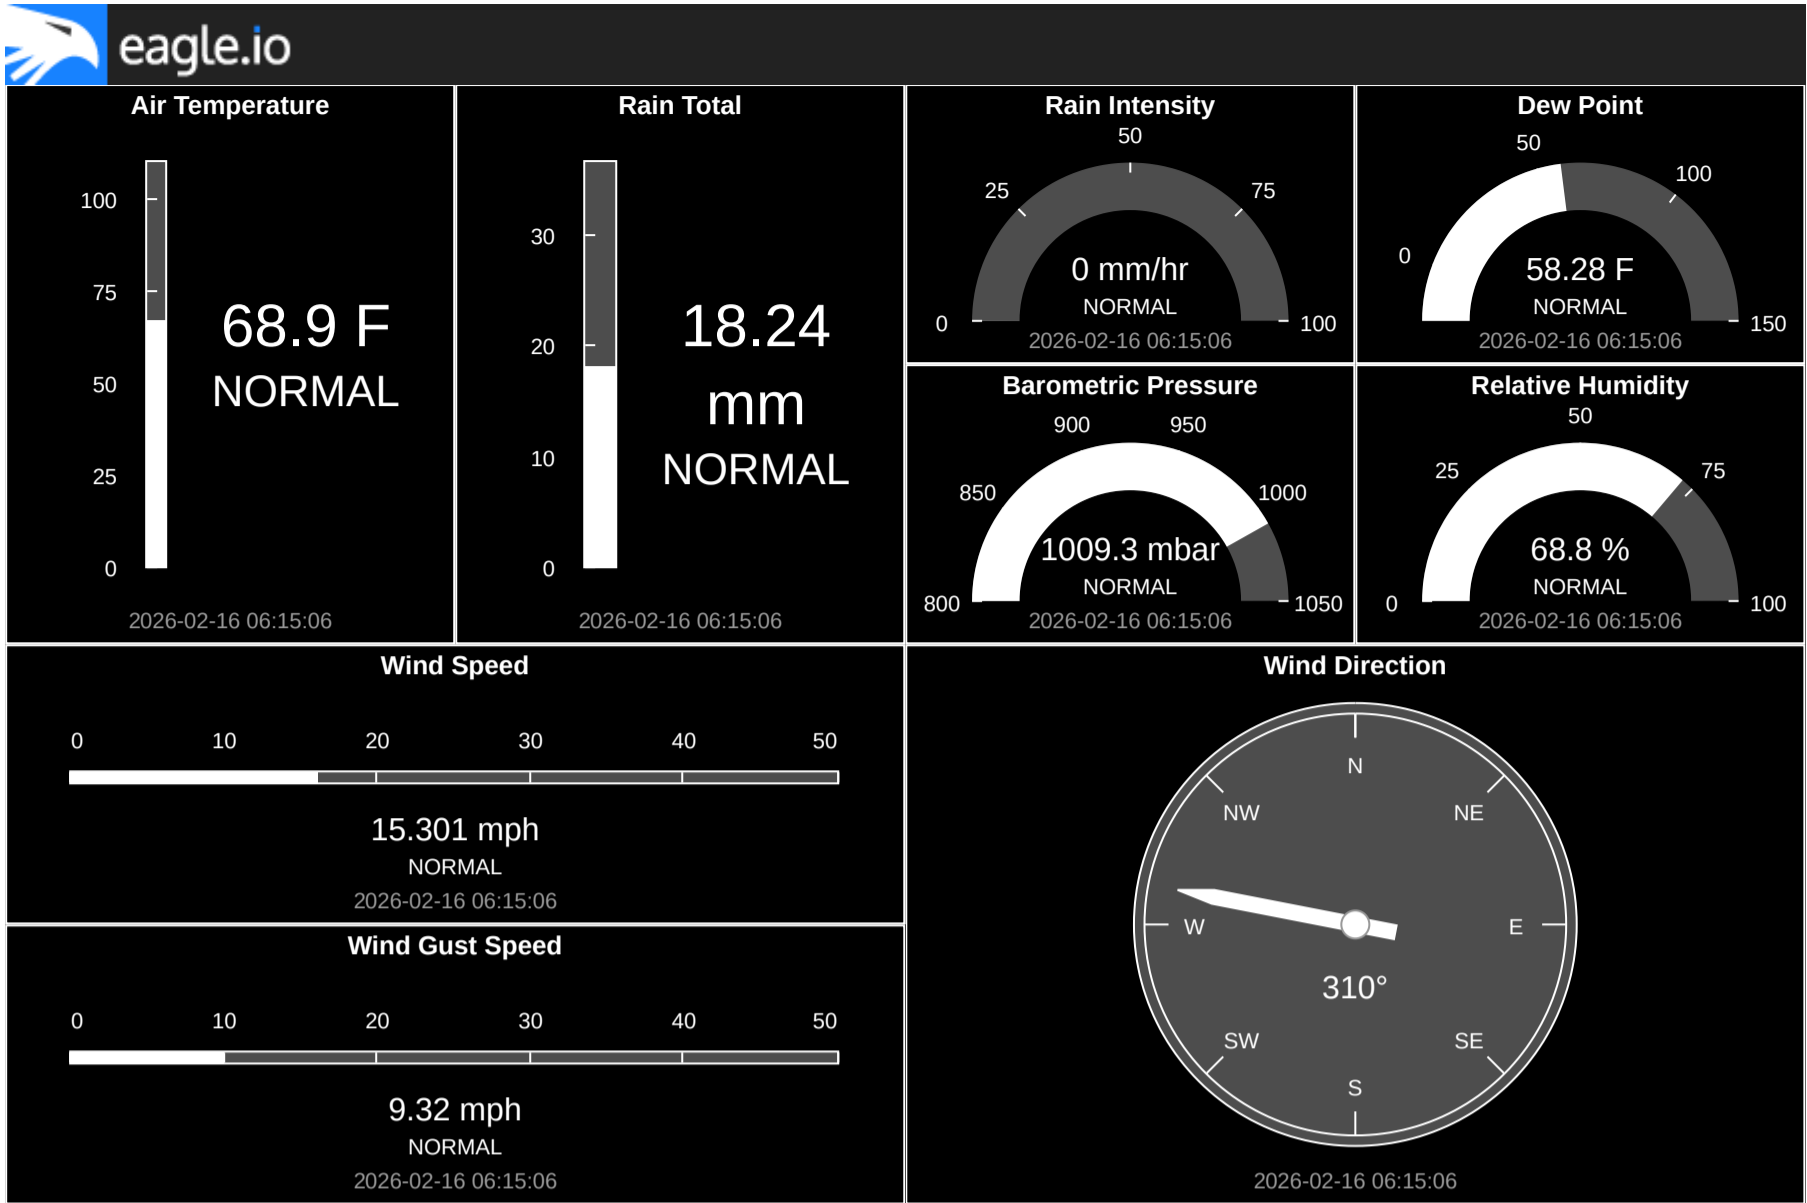 eagle.io
Air Temperature
100
75
50
25
0
68.9 F
NORMAL
2026-02-16 06:15:06
Rain Total
30
20
10
0
18.24
mm
NORMAL
2026-02-16 06:15:06
Rain Intensity
0
25
50
75
100
0 mm/hr
NORMAL
2026-02-16 06:15:06
Dew Point
0
50
100
150
58.28 F
NORMAL
2026-02-16 06:15:06
Barometric Pressure
800
850
900
950
1000
1050
1009.3 mbar
NORMAL
2026-02-16 06:15:06
Relative Humidity
0
25
50
75
100
68.8 %
NORMAL
2026-02-16 06:15:06
Wind Speed
0 10 20 30 40 50
15.301 mph
NORMAL
2026-02-16 06:15:06
Wind Gust Speed
0 10 20 30 40 50
9.32 mph
NORMAL
2026-02-16 06:15:06
Wind Direction
N
NW NE
W E
310°
SW SE
S
2026-02-16 06:15:06